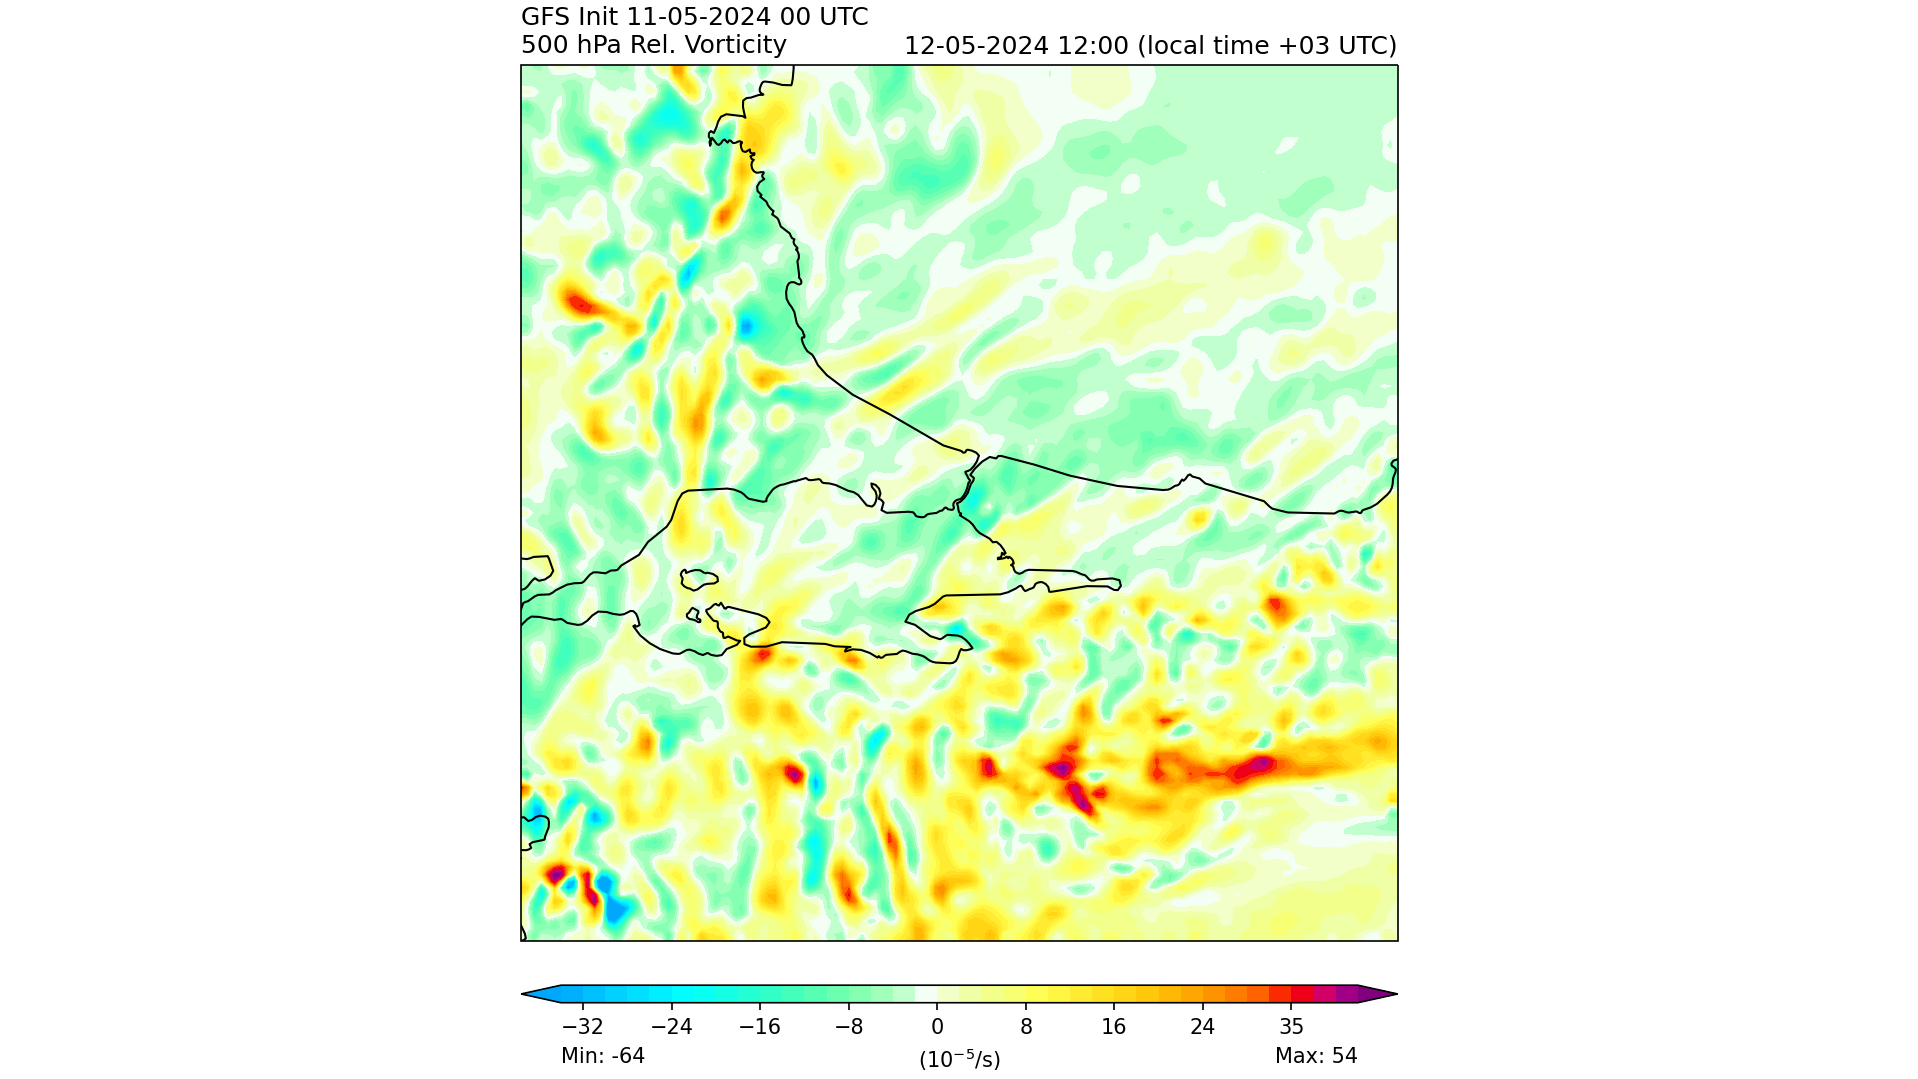 GFS Init 11-05-2024 00 UTC
500 hPa Rel. Vorticity
12-05-2024 12:00 (local time +03 UTC)
−32 −24 −16 −8 0 8 16 24 35
Min: -64
(10⁻⁵/s)
Max: 54